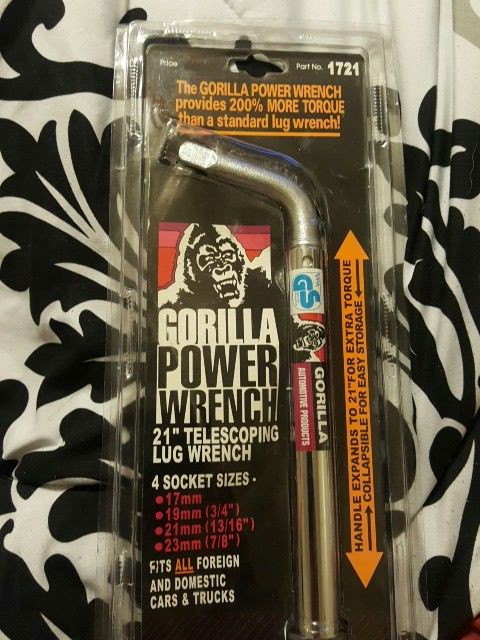 Price
Part No. 1721
The GORILLA POWER WRENCH
provides 200% MORE TORQUE
than a standard lug wrench!
GORILLA
POWER
WRENCH
21" TELESCOPING
LUG WRENCH
4 SOCKET SIZES -
●17mm
●19mm (3/4")
●21mm (13/16")
●23mm (7/8")
FITS ALL FOREIGN
AND DOMESTIC
CARS & TRUCKS
GS
GORILLA
AUTOMOTIVE PRODUCTS
HANDLE EXPANDS TO 21" FOR EXTRA TORQUE
COLLAPSIBLE FOR EASY STORAGE